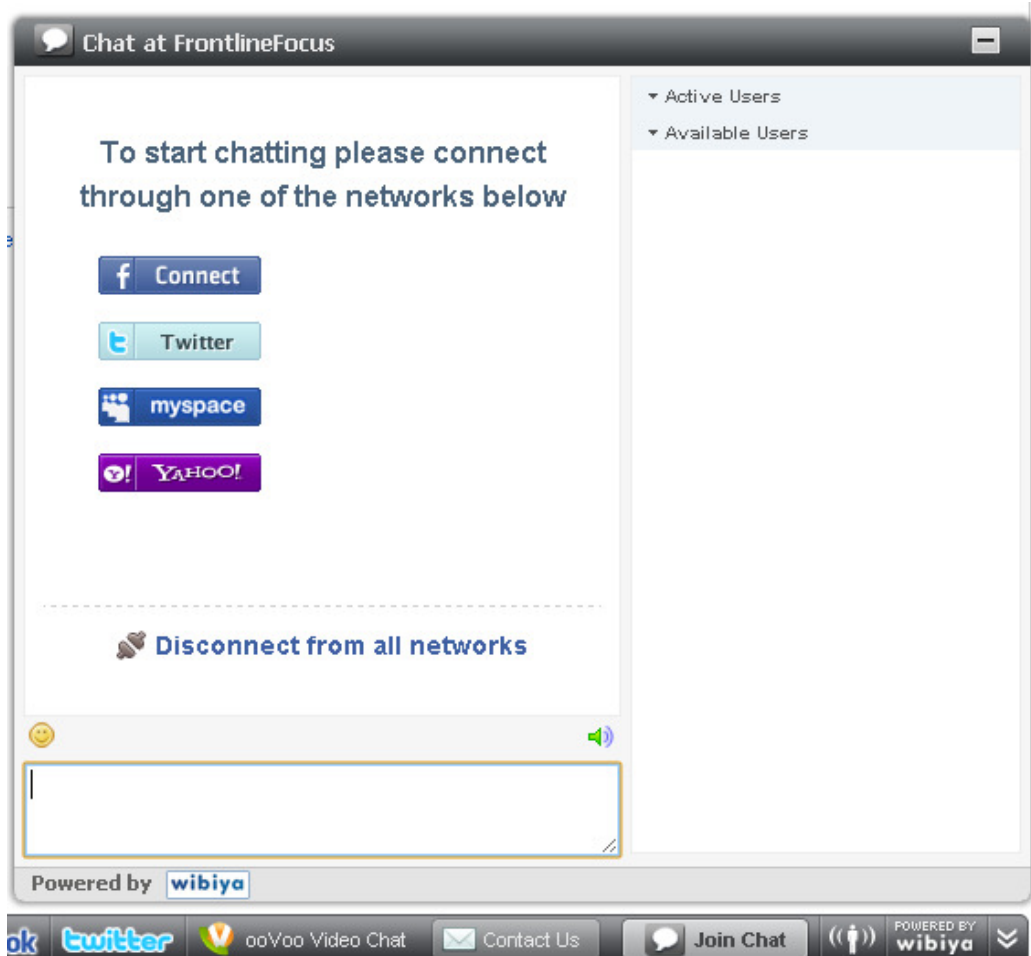 Chat at FrontlineFocus
To start chatting please connect
through one of the networks below
f Connect
t Twitter
myspace
Y! YAHOO!
Disconnect from all networks
Active Users
Available Users
e
Powered by wibiya
ok twitter ooVoo Video Chat Contact Us Join Chat POWERED BY
wibiya